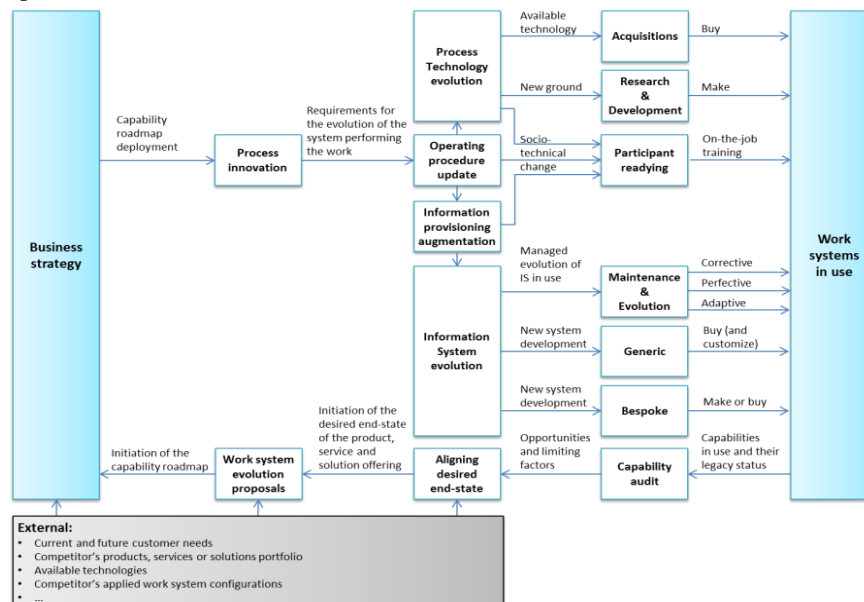 Business
strategy
Capability
roadmap
deployment
Process
innovation
Requirements for
the evolution of the
system performing
the work
Process
Technology
evolution
Operating
procedure
update
Information
provisioning
augmentation
Information
System
evolution
Available
technology
Acquisitions
Buy
New ground
Research
&
Development
Make
Socio-
technical
change
Participant
readying
On-the-job
training
Managed
evolution of
IS in use
Maintenance
&
Evolution
Corrective
Perfective
Adaptive
New system
development
Generic
Buy (and
customize)
New system
development
Bespoke
Make or buy
Work
systems
in use
Capabilities
in use and their
legacy status
Capability
audit
Opportunities
and limiting
factors
Aligning
desired
end-state
Initiation of the
desired end-state
of the product,
service and
solution offering
Work system
evolution
proposals
Initiation of the
capability roadmap
External:
• Current and future customer needs
• Competitor's products, services or solutions portfolio
• Available technologies
• Competitor's applied work system configurations
• ...